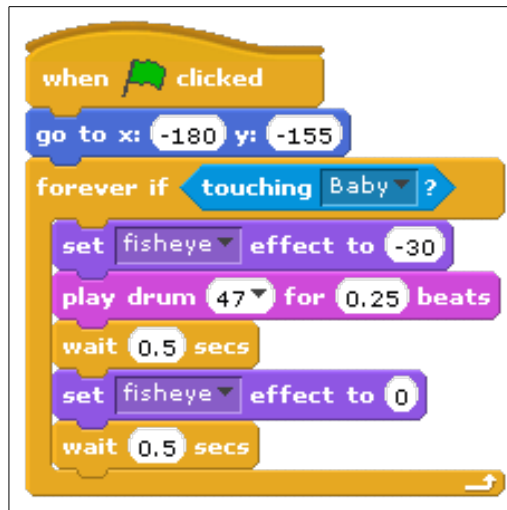 when clicked
go to x: -180 y: -155
forever if touching Baby ?
set fisheye effect to -30
play drum 47 for 0.25 beats
wait 0.5 secs
set fisheye effect to 0
wait 0.5 secs